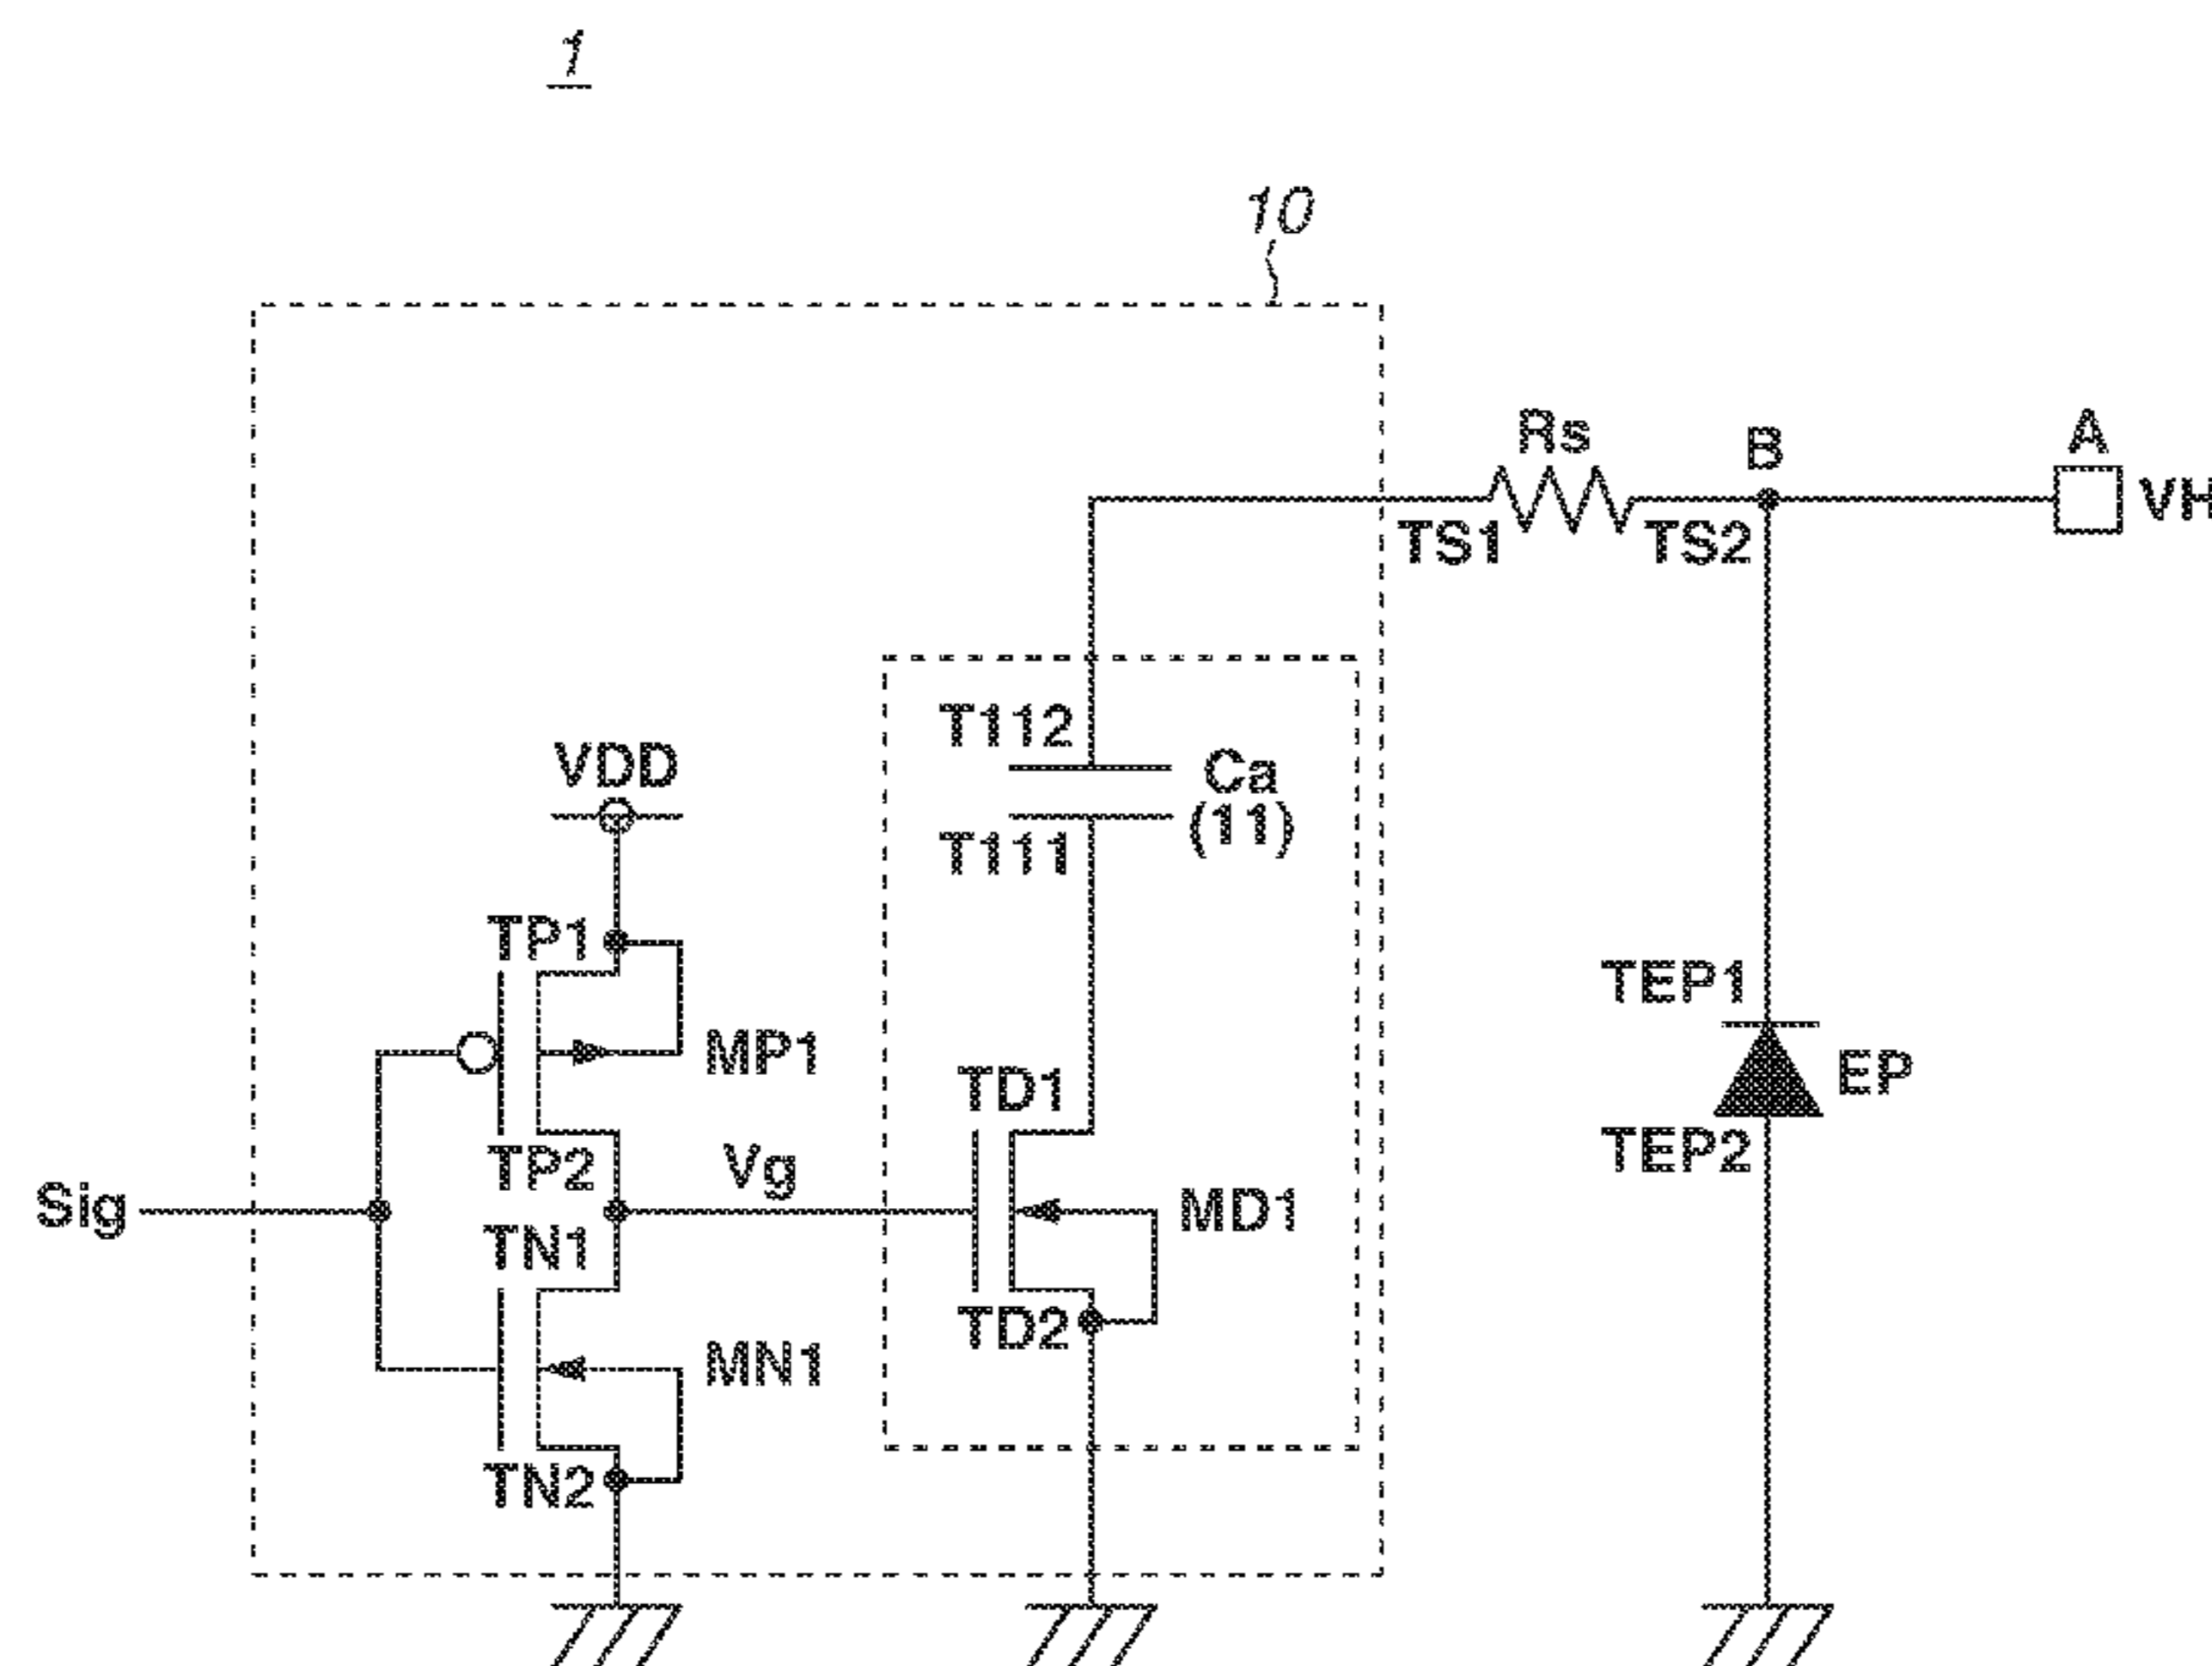 1
10
Rs
B
A
VH
TS1
TS2
T112
Ca
(11)
T111
VDD
TP1
MP1
TEP1
EP
TD1
TP2
Vg
TEP2
Sig
MD1
TN1
TD2
MN1
TN2